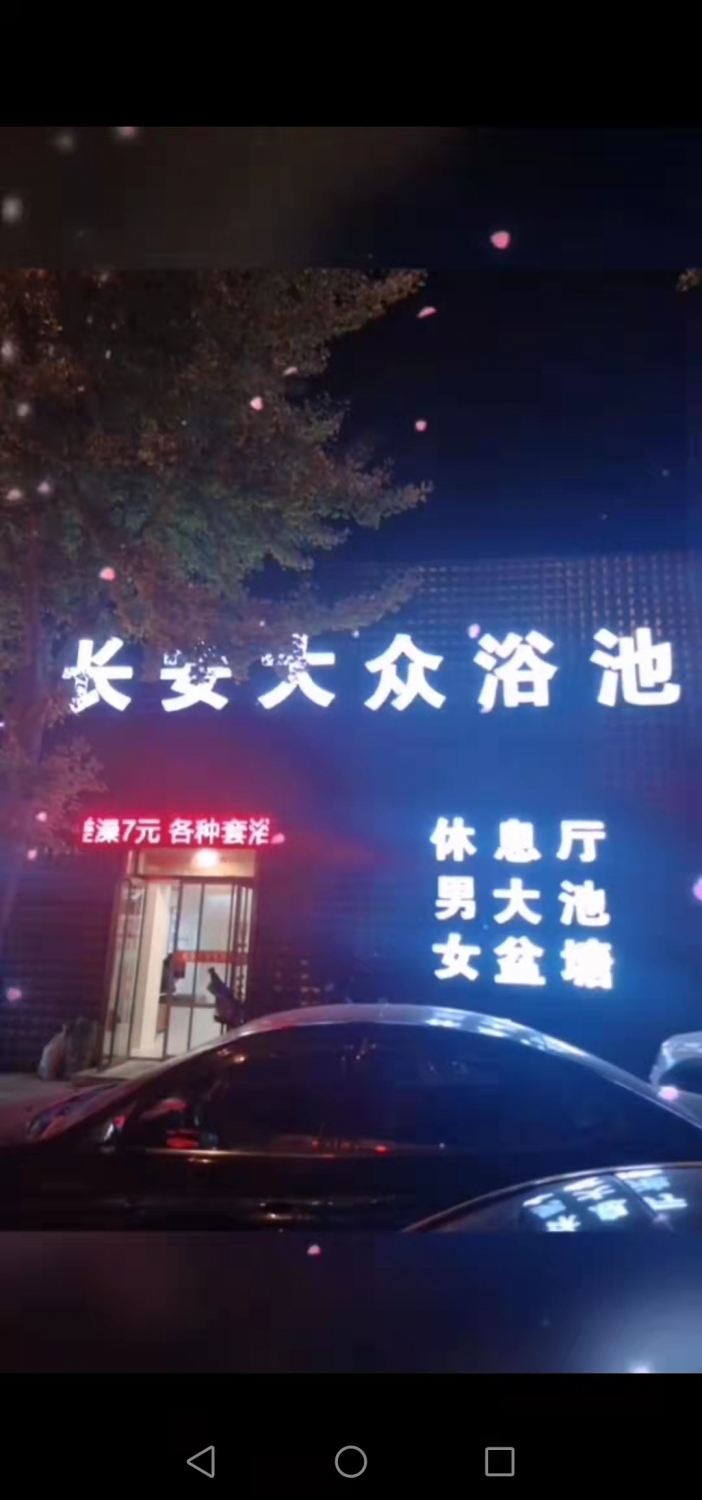 长安大众浴池
澡7元 各种套浴
休息厅
男大池
女盆塘